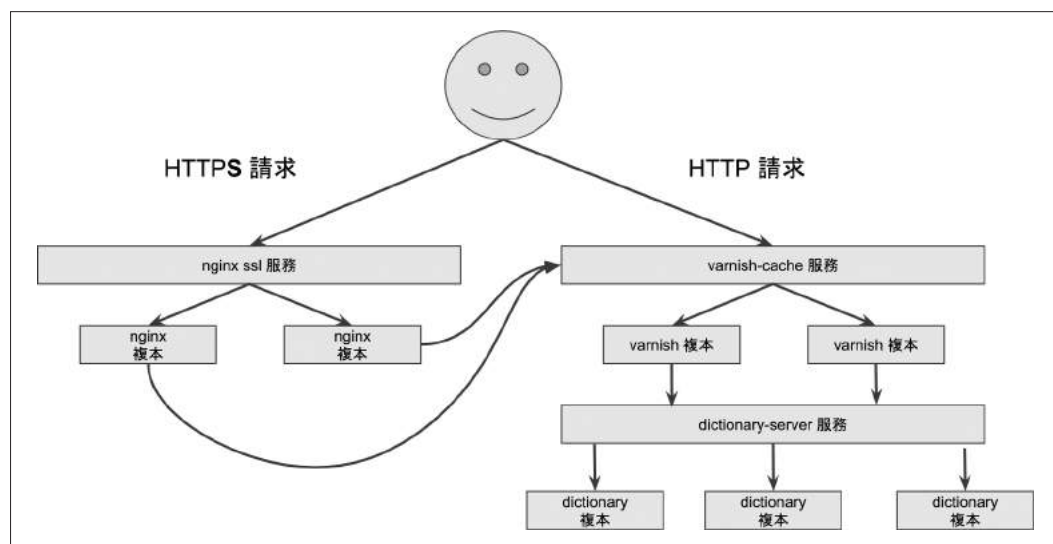 HTTPS 請求
HTTP 請求
nginx ssl 服務
varnish-cache 服務
nginx
複本
nginx
複本
varnish 複本
varnish 複本
dictionary-server 服務
dictionary
複本
dictionary
複本
dictionary
複本